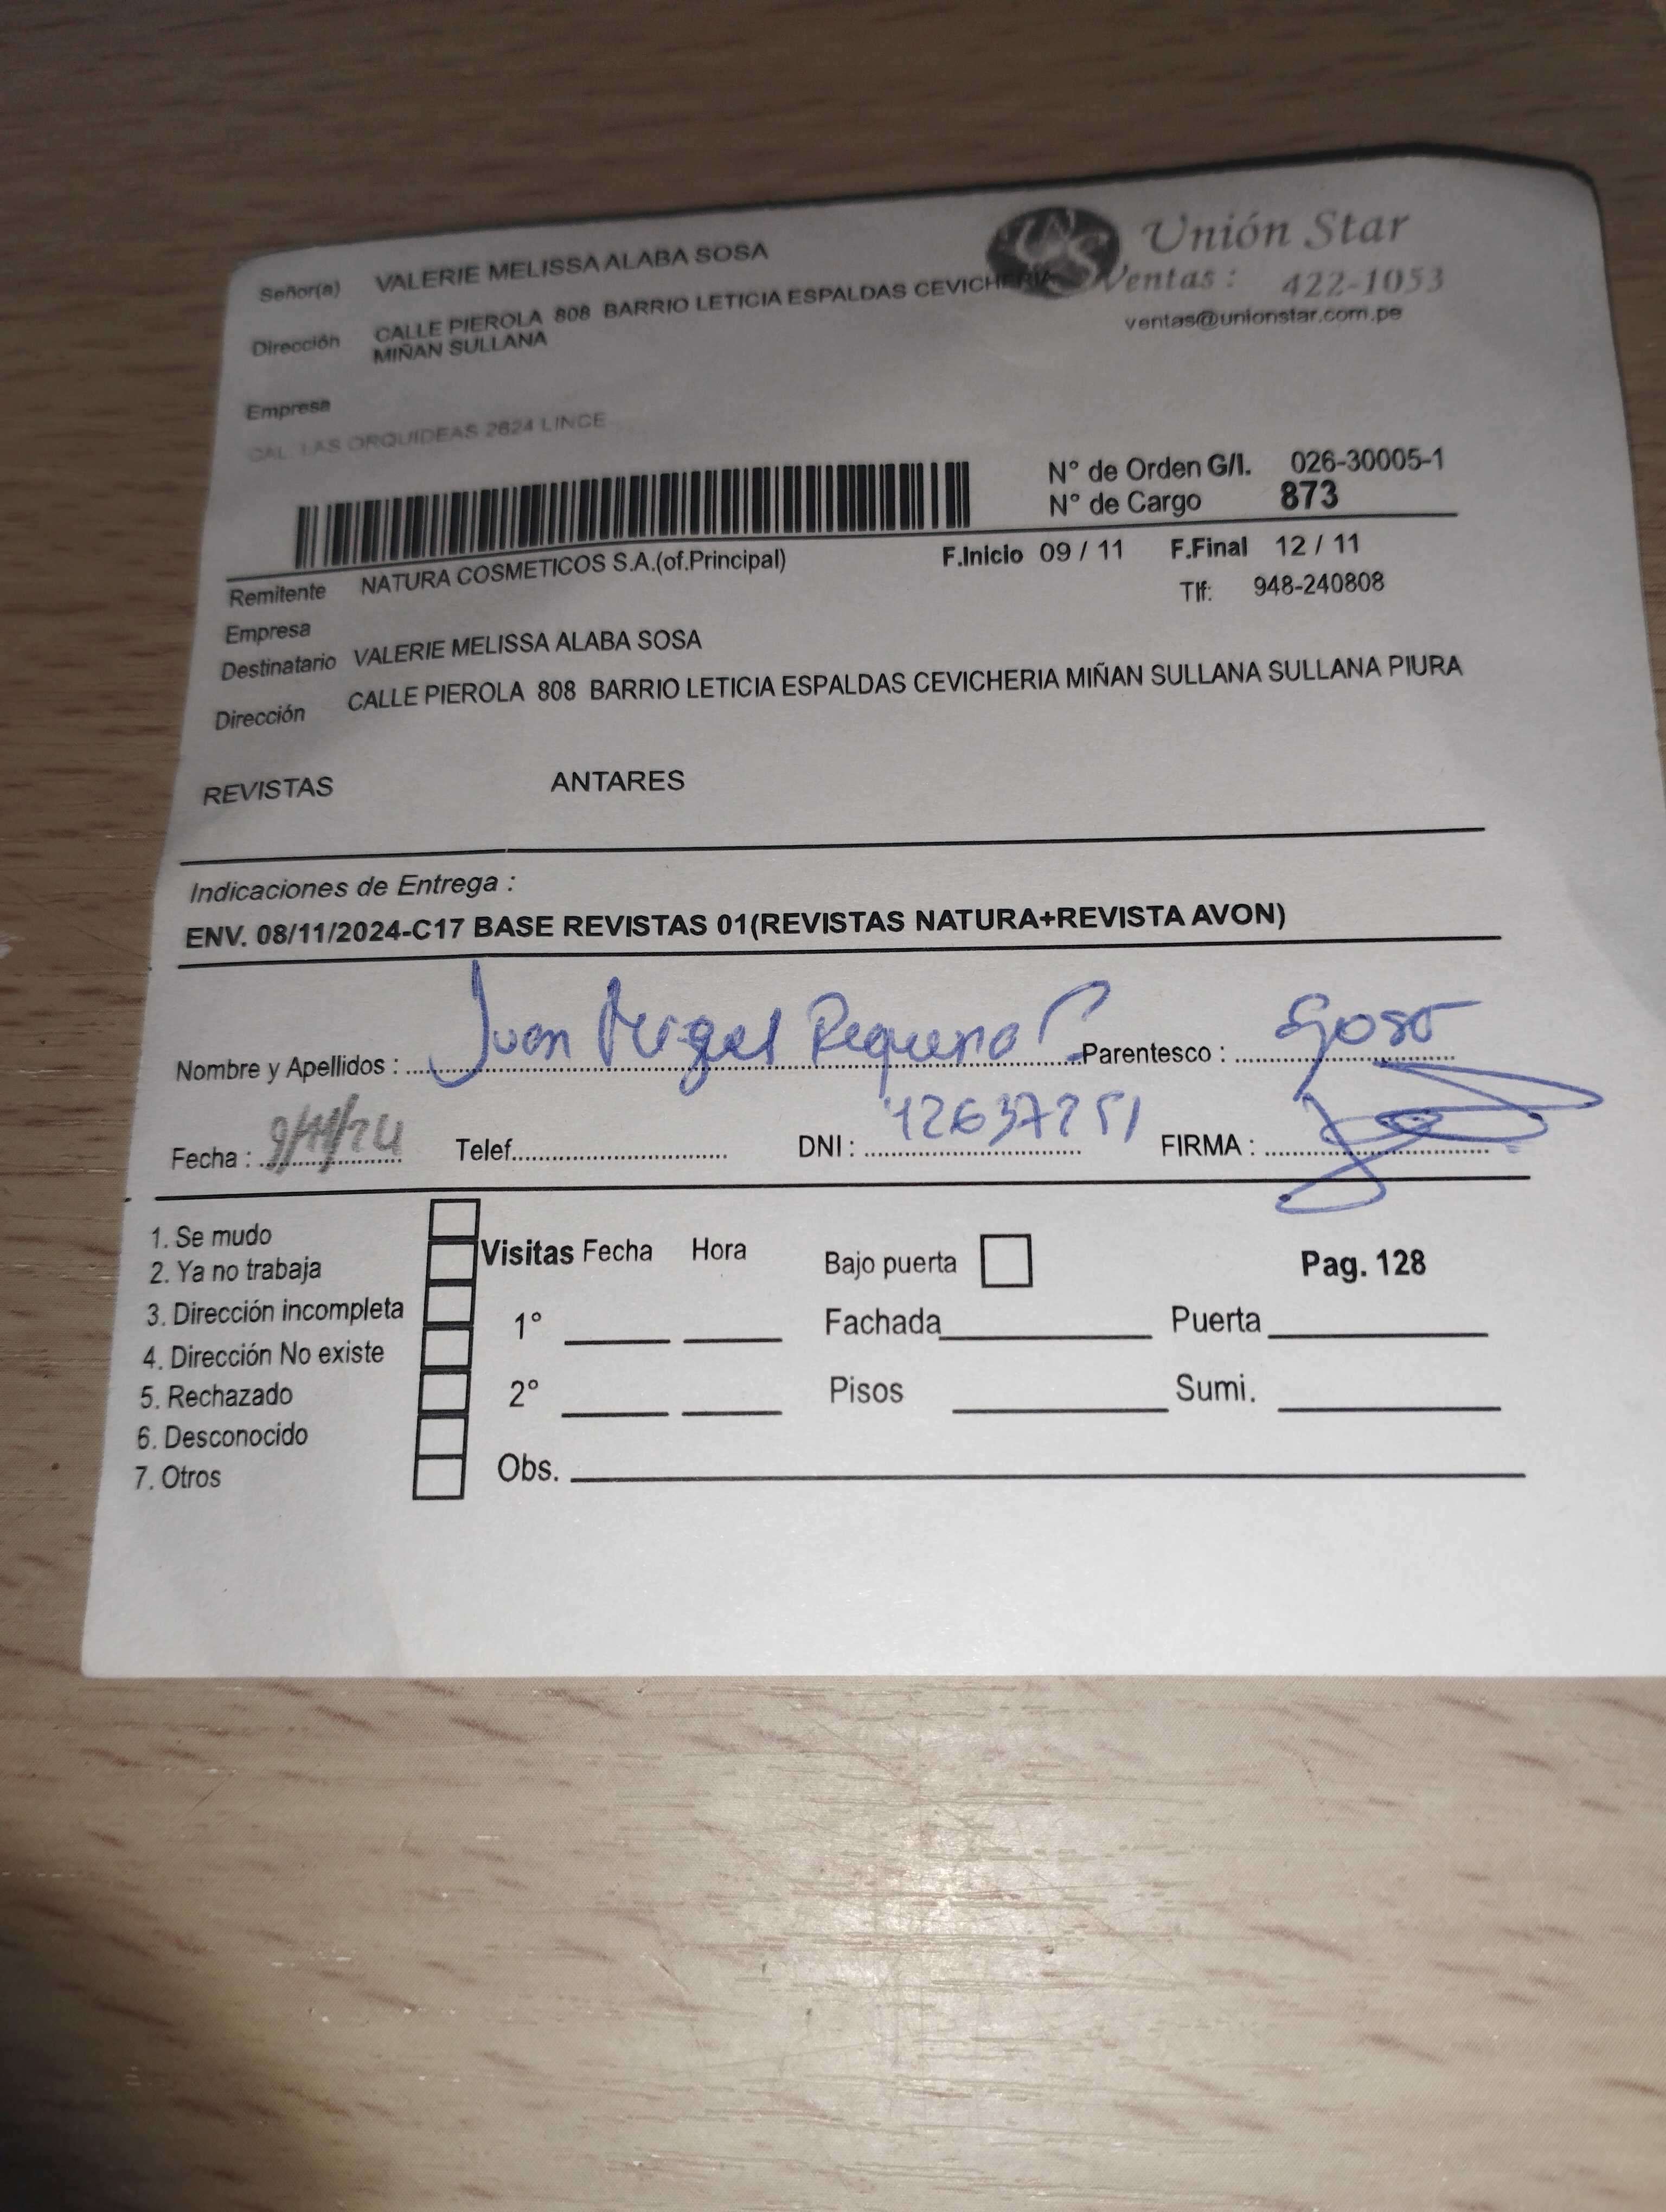 Unión Star
Ventas : 422-1053
ventas@unionstar.com.pe
Señor(a) VALERIE MELISSA ALABA SOSA
Dirección CALLE PIEROLA 808 BARRIO LETICIA ESPALDAS CEVICHERIA
MIÑAN SULLANA
Empresa
CAL. LAS ORQUIDEAS 2624 LINCE
N° de Orden G/I. 026-30005-1
N° de Cargo 873
F.Inicio 09 / 11 F.Final 12 / 11
Remitente NATURA COSMETICOS S.A.(of.Principal)
Tlf: 948-240808
Empresa
Destinatario VALERIE MELISSA ALABA SOSA
Dirección CALLE PIEROLA 808 BARRIO LETICIA ESPALDAS CEVICHERIA MIÑAN SULLANA SULLANA PIURA
REVISTAS ANTARES
Indicaciones de Entrega :
ENV. 08/11/2024-C17 BASE REVISTAS 01(REVISTAS NATURA+REVISTA AVON)
Nombre y Apellidos : Juan Miguel Requena C. Parentesco : Esposo
Fecha : 9/11/24 Telef. DNI : FIRMA :
1. Se mudo
2. Ya no trabaja
3. Dirección incompleta
4. Dirección No existe
5. Rechazado
6. Desconocido
7. Otros
Visitas Fecha Hora Bajo puerta Pag. 128
1° Fachada Puerta
2° Pisos Sumi.
Obs.